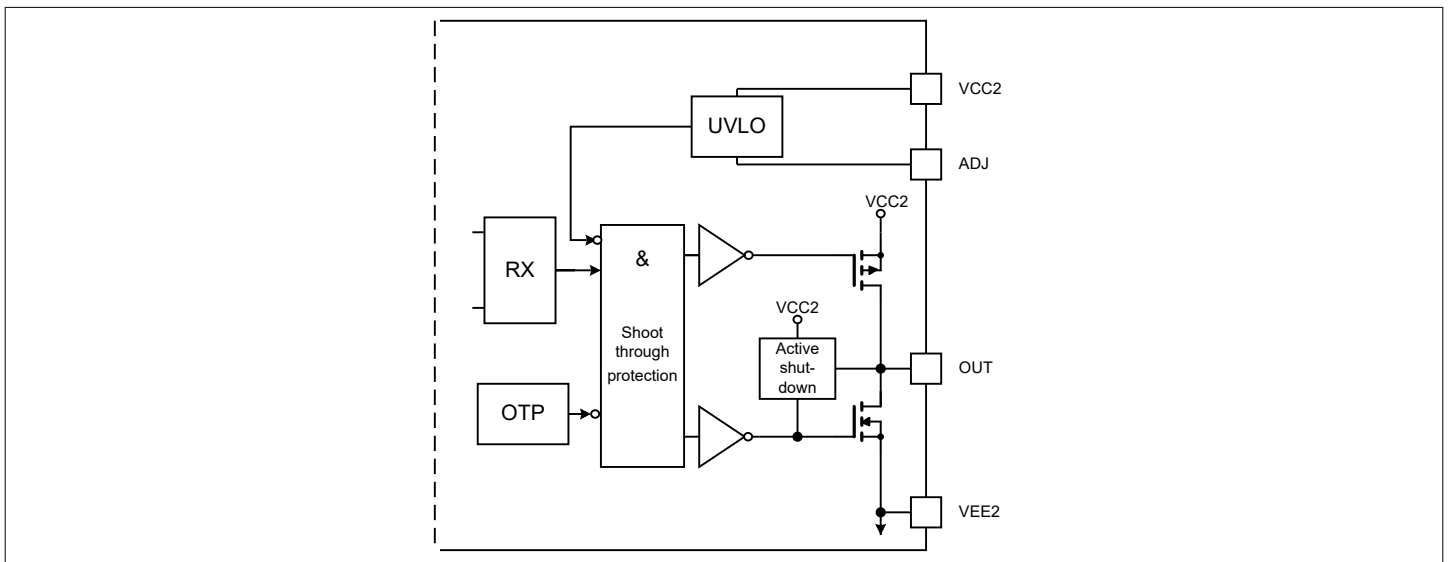 VCC2
UVLO
ADJ
VCC2
RX
&
VCC2
Shoot
through
protection
Active
shut-
down
OUT
OTP
VEE2